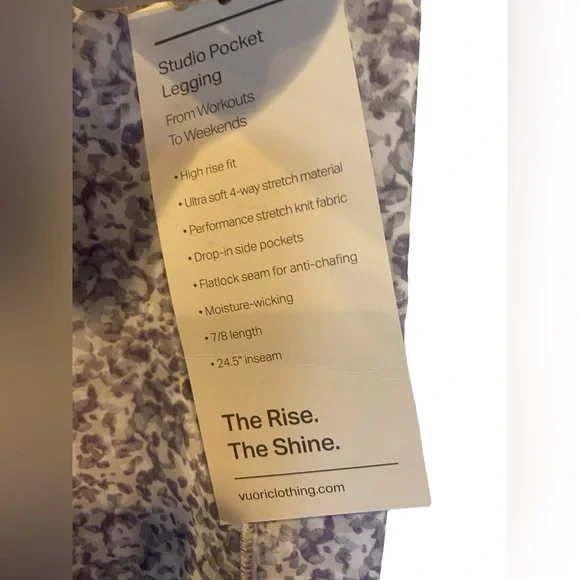 Studio Pocket
Legging
From Workouts
To Weekends
• High rise fit
• Ultra soft 4-way stretch material
• Performance stretch knit fabric
• Drop-in side pockets
• Flatlock seam for anti-chafing
• Moisture-wicking
• 7/8 length
• 24.5" inseam
The Rise.
The Shine.
vuoriclothing.com